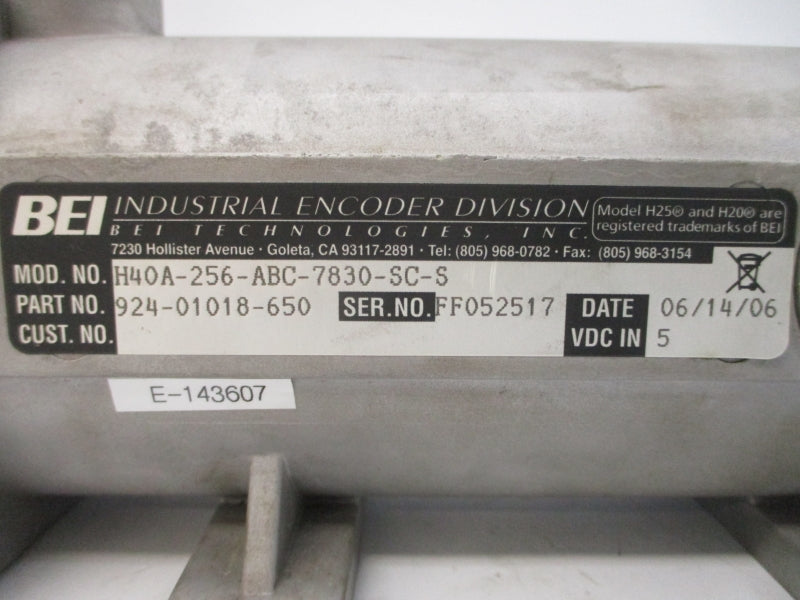 BEI INDUSTRIAL ENCODER DIVISION
BEI TECHNOLOGIES, INC.
Model H25® and H20® are
registered trademarks of BEI
7230 Hollister Avenue · Goleta, CA 93117-2891 · Tel: (805) 968-0782 · Fax: (805) 968-3154
MOD. NO. H40A-256-ABC-7830-SC-S
PART NO. 924-01018-650 SER.NO. FF052517 DATE 06/14/06
CUST. NO. VDC IN 5
E-143607